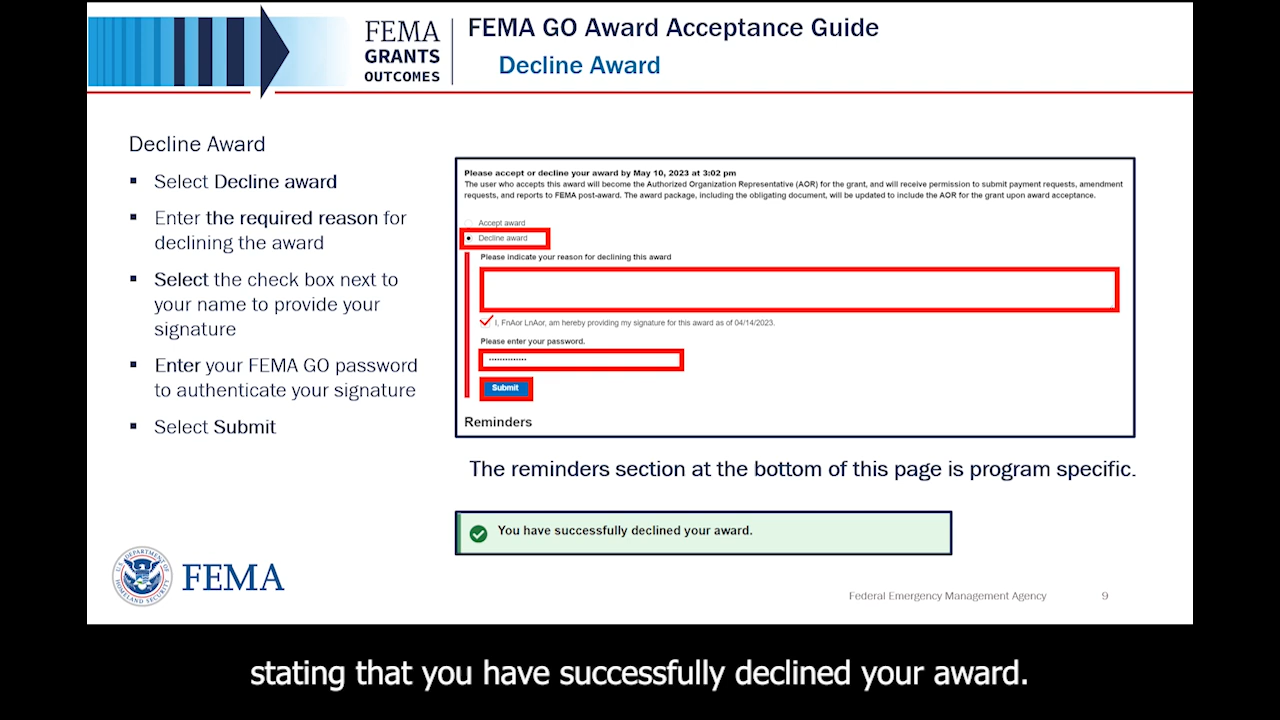 FEMA
GRANTS
OUTCOMES
FEMA GO Award Acceptance Guide
Decline Award
Decline Award
▪ Select Decline award
▪ Enter the required reason for
declining the award
▪ Select the check box next to
your name to provide your
signature
▪ Enter your FEMA GO password
to authenticate your signature
▪ Select Submit
Please accept or decline your award by May 10, 2023 at 3:02 pm
The user who accepts this award will become the Authorized Organization Representative (AOR) for the grant, and will receive permission to submit payment requests, amendment
requests, and reports to FEMA post-award. The award package, including the obligating document, will be updated to include the AOR for the grant upon award acceptance.
Accept award
Decline award
Please indicate your reason for declining this award
I, FnAor LnAor, am hereby providing my signature for this award as of 04/14/2023.
Please enter your password.
••••••••••••••
Submit
Reminders
The reminders section at the bottom of this page is program specific.
You have successfully declined your award.
U.S. DEPARTMENT OF HOMELAND SECURITY
FEMA
Federal Emergency Management Agency
9
stating that you have successfully declined your award.